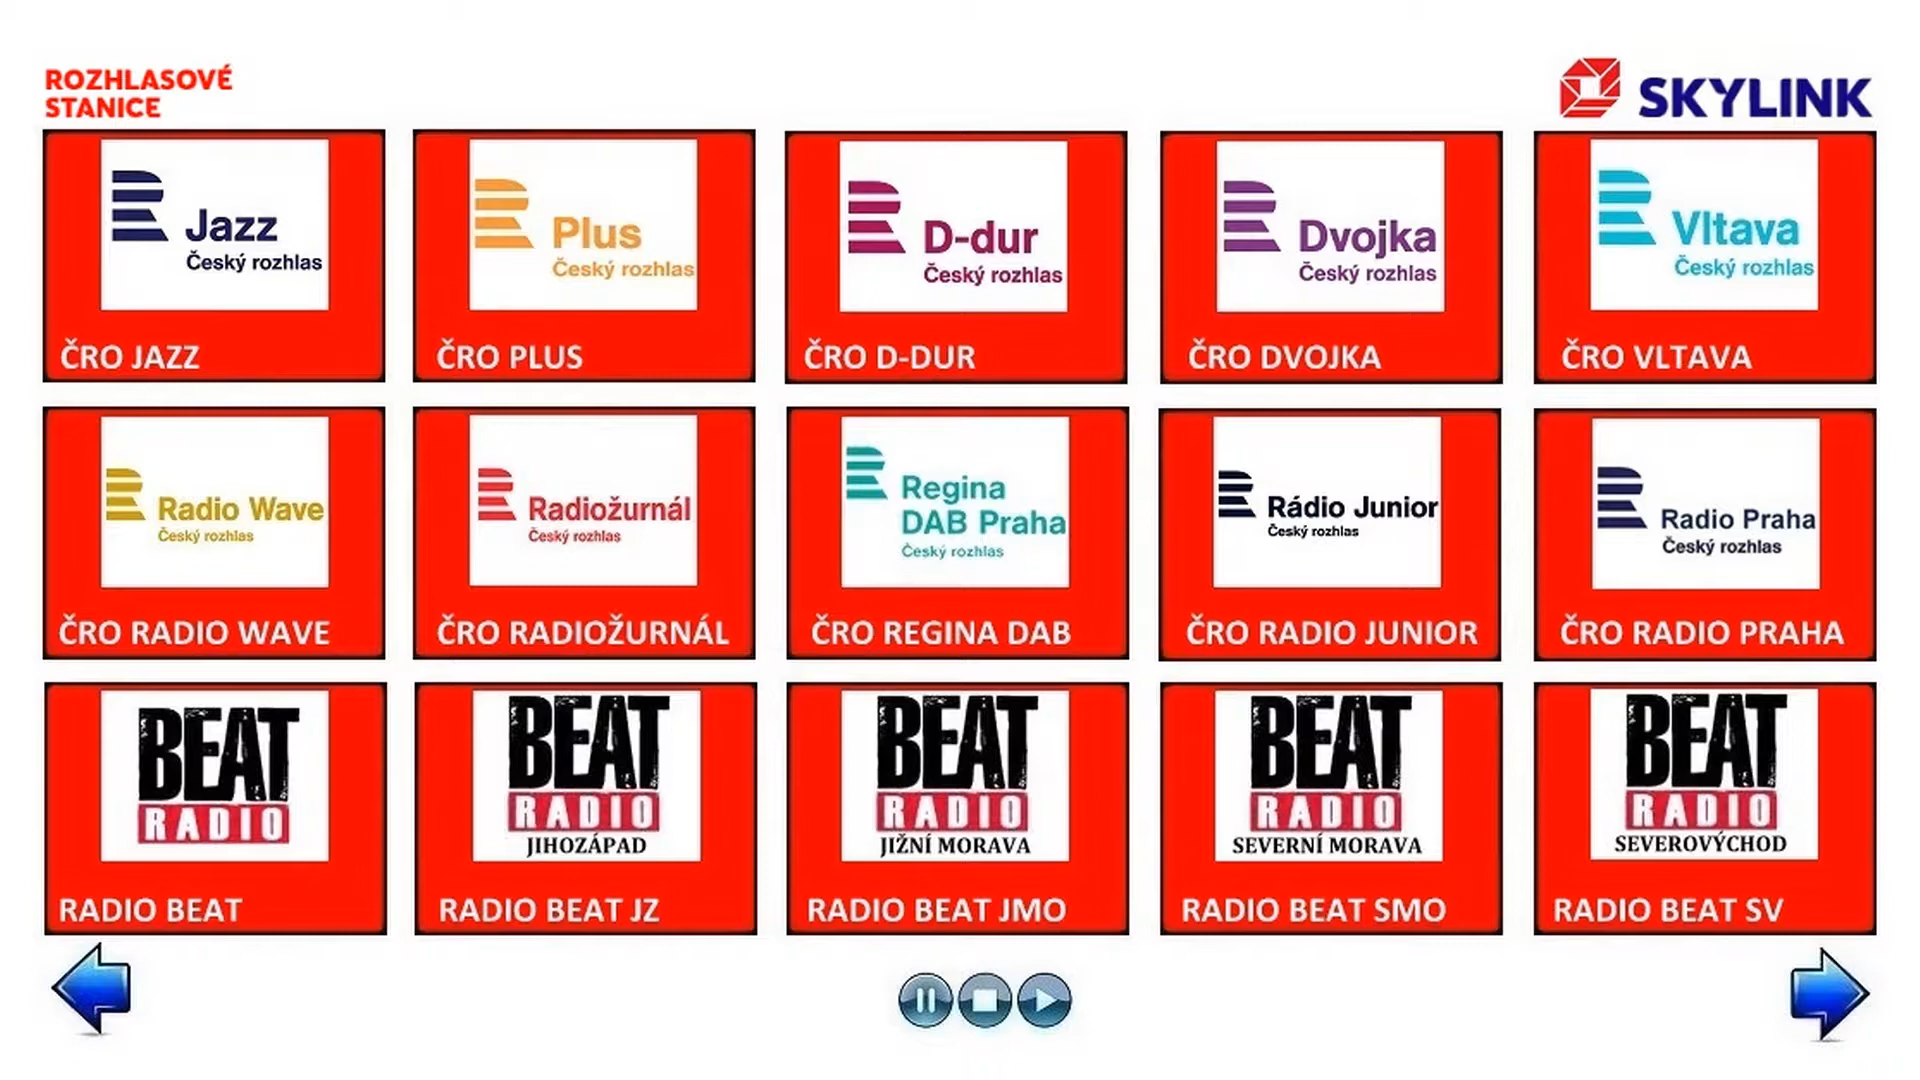 ROZHLASOVÉ
STANICE
SKYLINK
Jazz
Český rozhlas
ČRO JAZZ
Plus
Český rozhlas
ČRO PLUS
D-dur
Český rozhlas
ČRO D-DUR
Dvojka
Český rozhlas
ČRO DVOJKA
Vltava
Český rozhlas
ČRO VLTAVA
Radio Wave
Český rozhlas
ČRO RADIO WAVE
Radiožurnál
Český rozhlas
ČRO RADIOŽURNÁL
Regina
DAB Praha
Český rozhlas
ČRO REGINA DAB
Rádio Junior
Český rozhlas
ČRO RADIO JUNIOR
Radio Praha
Český rozhlas
ČRO RADIO PRAHA
BEAT
RADIO
RADIO BEAT
BEAT
RADIO
JIHOZÁPAD
RADIO BEAT JZ
BEAT
RADIO
JIŽNÍ MORAVA
RADIO BEAT JMO
BEAT
RADIO
SEVERNÍ MORAVA
RADIO BEAT SMO
BEAT
RADIO
SEVEROVÝCHOD
RADIO BEAT SV